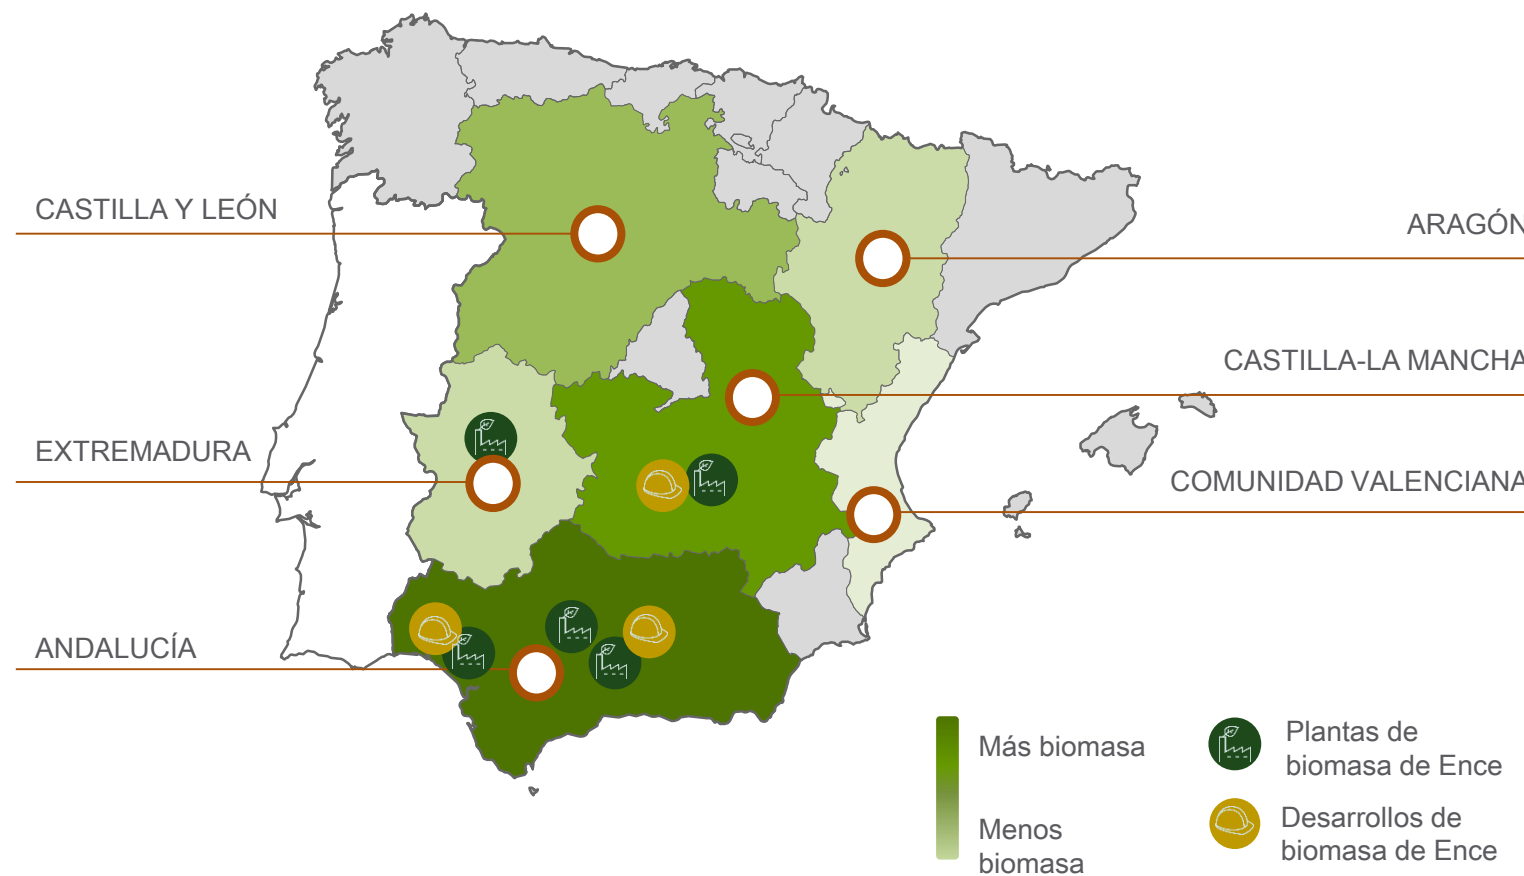 CASTILLA Y LEÓN
ARAGÓN
CASTILLA-LA MANCHA
EXTREMADURA
COMUNIDAD VALENCIANA
ANDALUCÍA
Más biomasa
Menos
biomasa
Plantas de
biomasa de Ence
Desarrollos de
biomasa de Ence